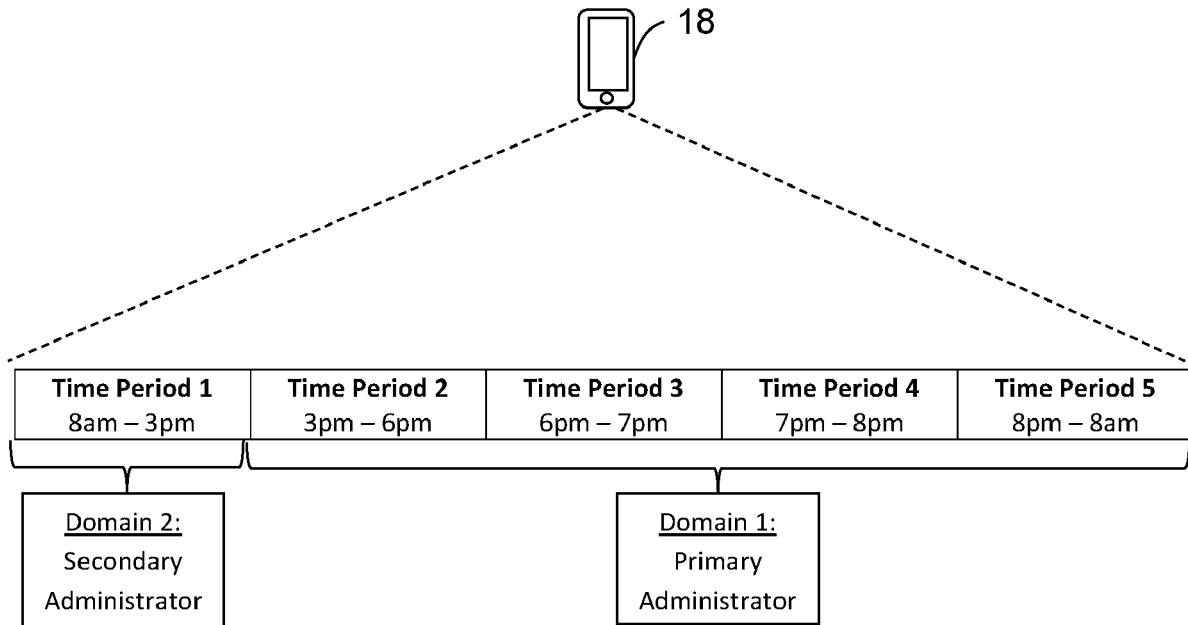 18
Time Period 1
8am – 3pm
Time Period 2
3pm – 6pm
Time Period 3
6pm – 7pm
Time Period 4
7pm – 8pm
Time Period 5
8pm – 8am
Domain 2:
Secondary
Administrator
Domain 1:
Primary
Administrator